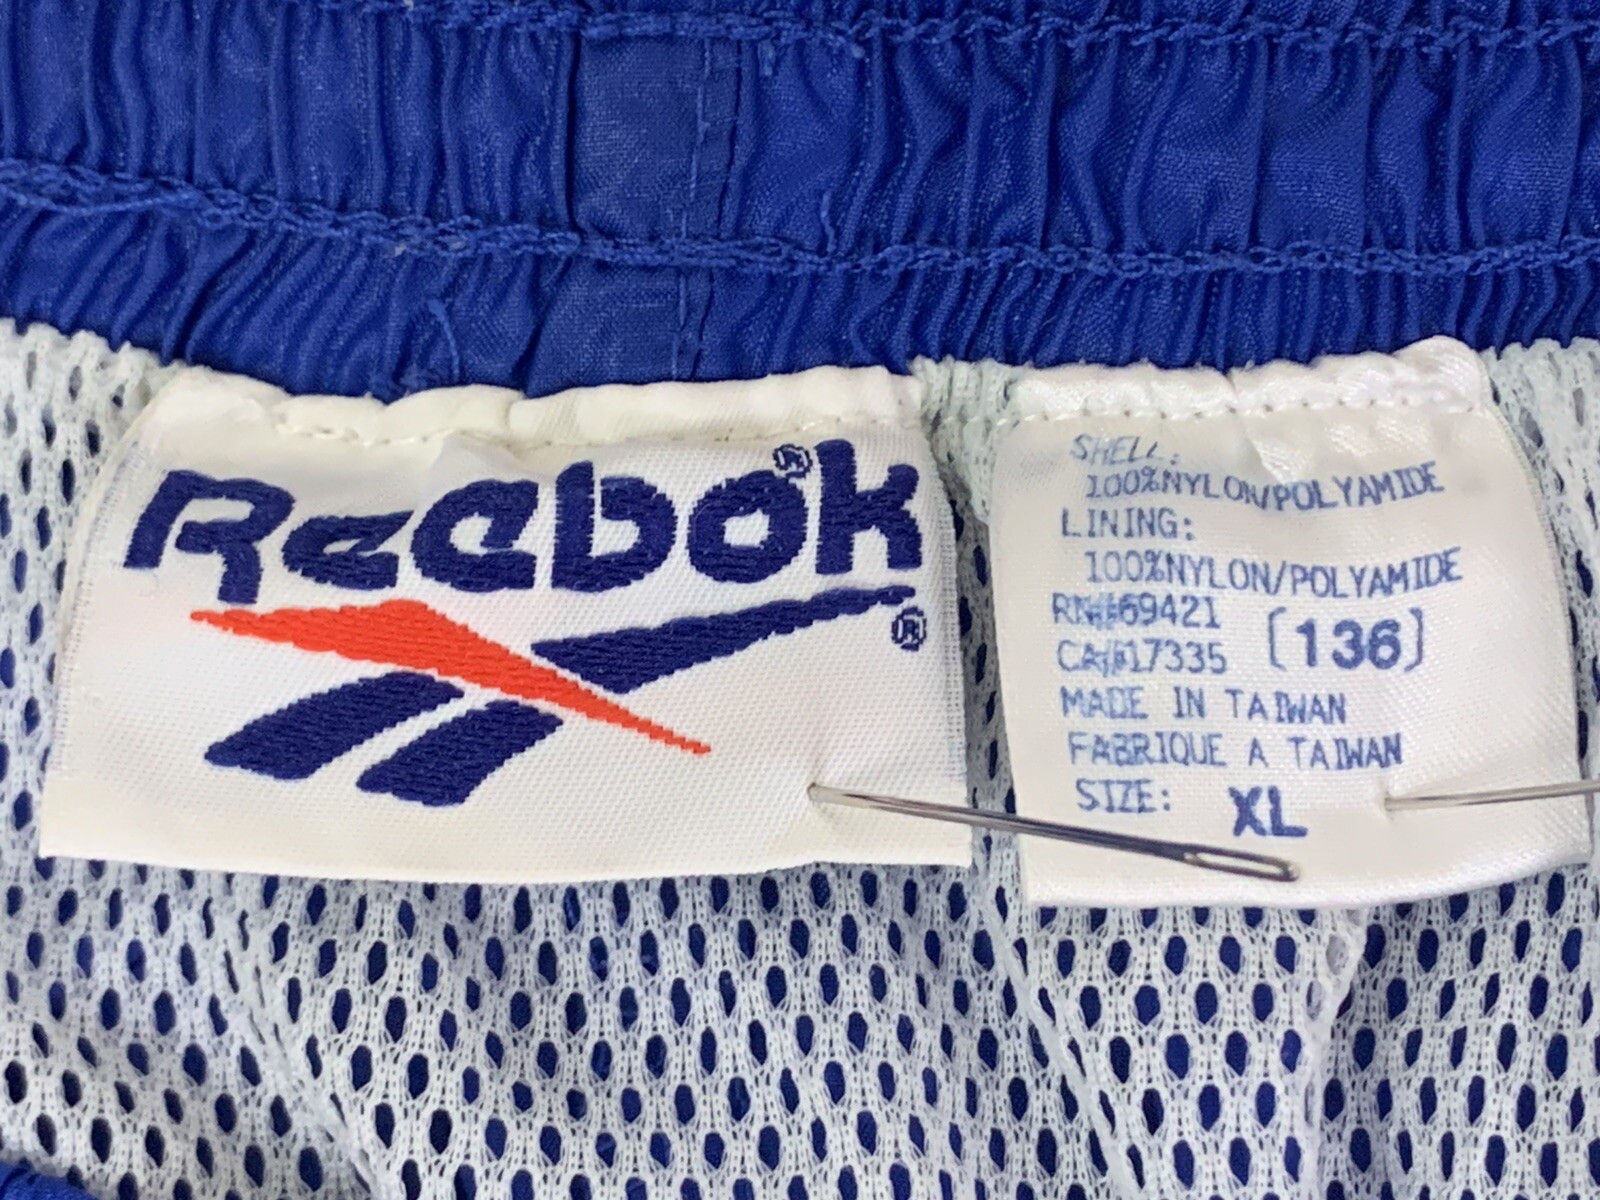 Reebok®
®
SHELL:
100%NYLON/POLYAMIDE
LINING:
100%NYLON/POLYAMIDE
RN#69421
CA#17335 [136]
MADE IN TAIWAN
FABRIQUE A TAIWAN
SIZE: XL